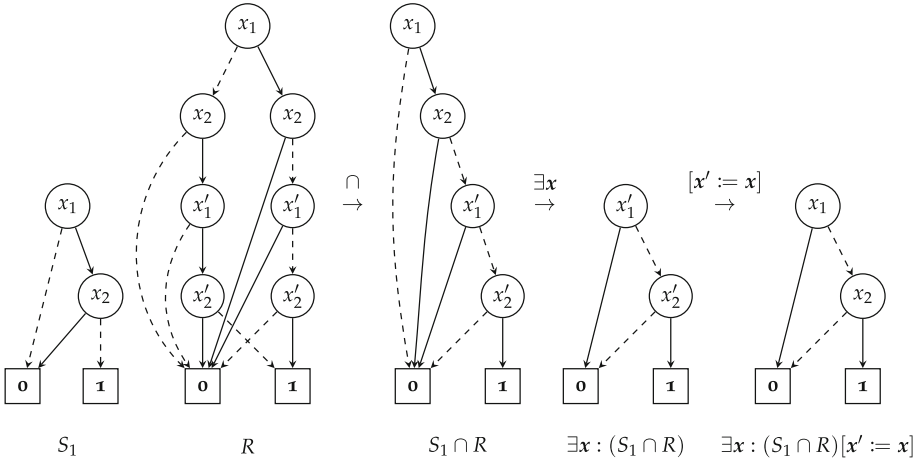 x₁ x₁
x₂ x₂ x₂
∩ ∃x [x′ := x]
x₁ x′₁ x′₁ → x′₁ → x′₁ → x₁
x₂ x′₂ x′₂ x′₂ x′₂ x₂
0 1 0 1 0 1 0 1 0 1
S₁ R S₁ ∩ R ∃x : (S₁ ∩ R) ∃x : (S₁ ∩ R)[x′ := x]